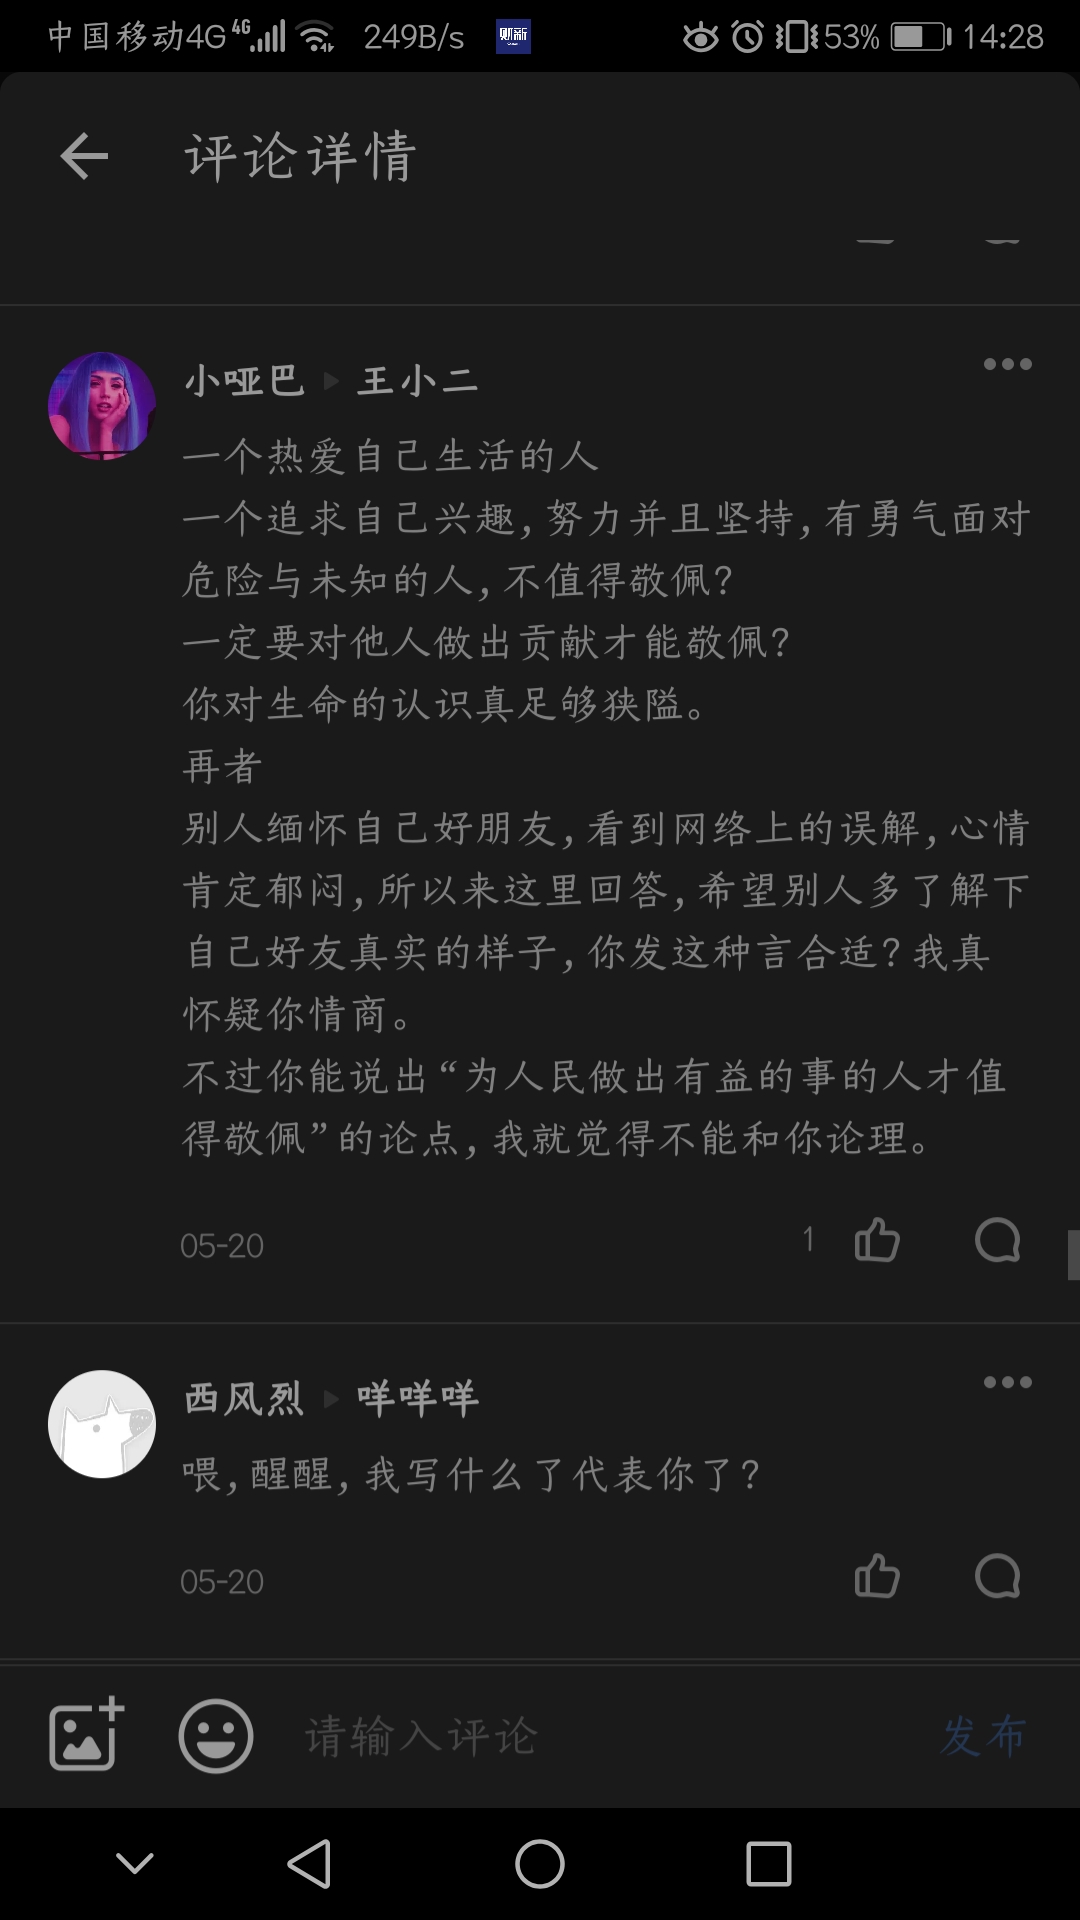 中国移动4G 4G 249B/s 财新 53% 14:28
评论详情
小哑巴 ▸ 王小二
一个热爱自己生活的人
一个追求自己兴趣,努力并且坚持,有勇气面对
危险与未知的人,不值得敬佩?
一定要对他人做出贡献才能敬佩?
你对生命的认识真足够狭隘。
再者
别人缅怀自己好朋友,看到网络上的误解,心情
肯定郁闷,所以来这里回答,希望别人多了解下
自己好友真实的样子,你发这种言合适?我真
怀疑你情商。
不过你能说出“为人民做出有益的事的人才值
得敬佩”的论点,我就觉得不能和你论理。
05-20 1
西风烈 ▸ 咩咩咩
喂,醒醒,我写什么了代表你了?
05-20
请输入评论 发布